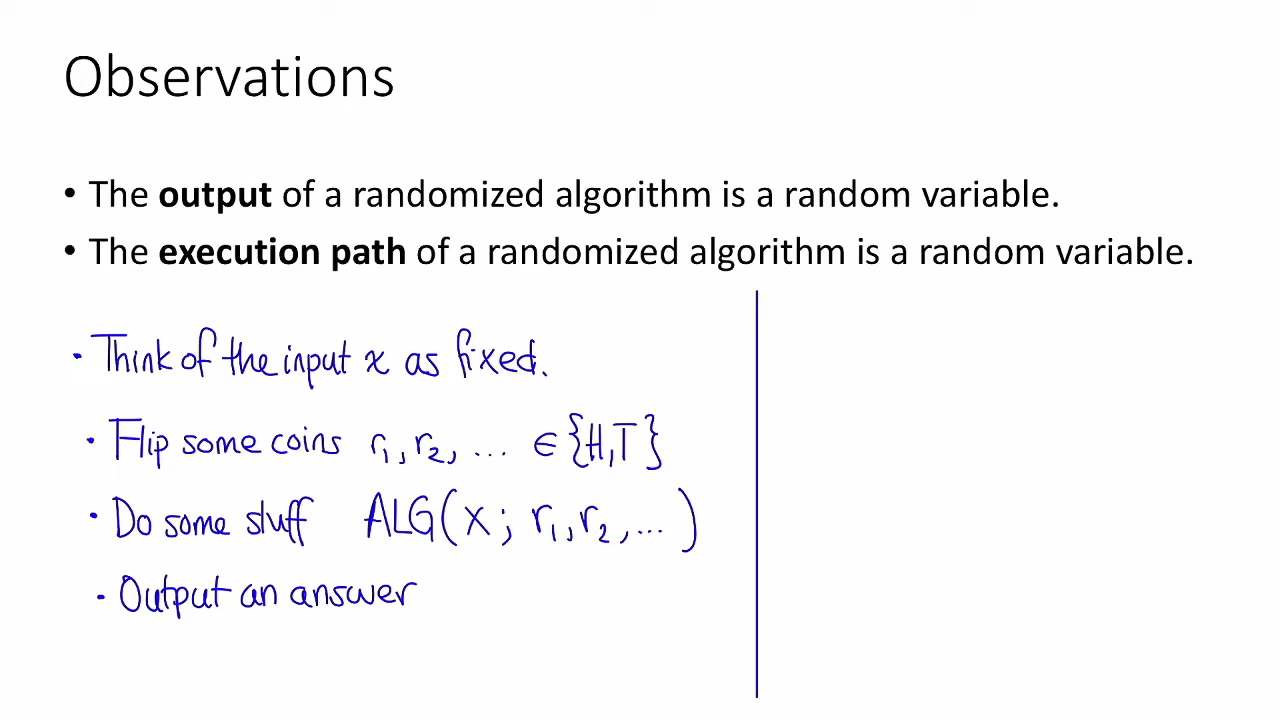 Observations
• The output of a randomized algorithm is a random variable.
• The execution path of a randomized algorithm is a random variable.
· Think of the input x as fixed.
· Flip some coins r₁, r₂, ... ∈ {H,T}
· Do some stuff ALG(x; r₁, r₂, ...)
· Output an answer